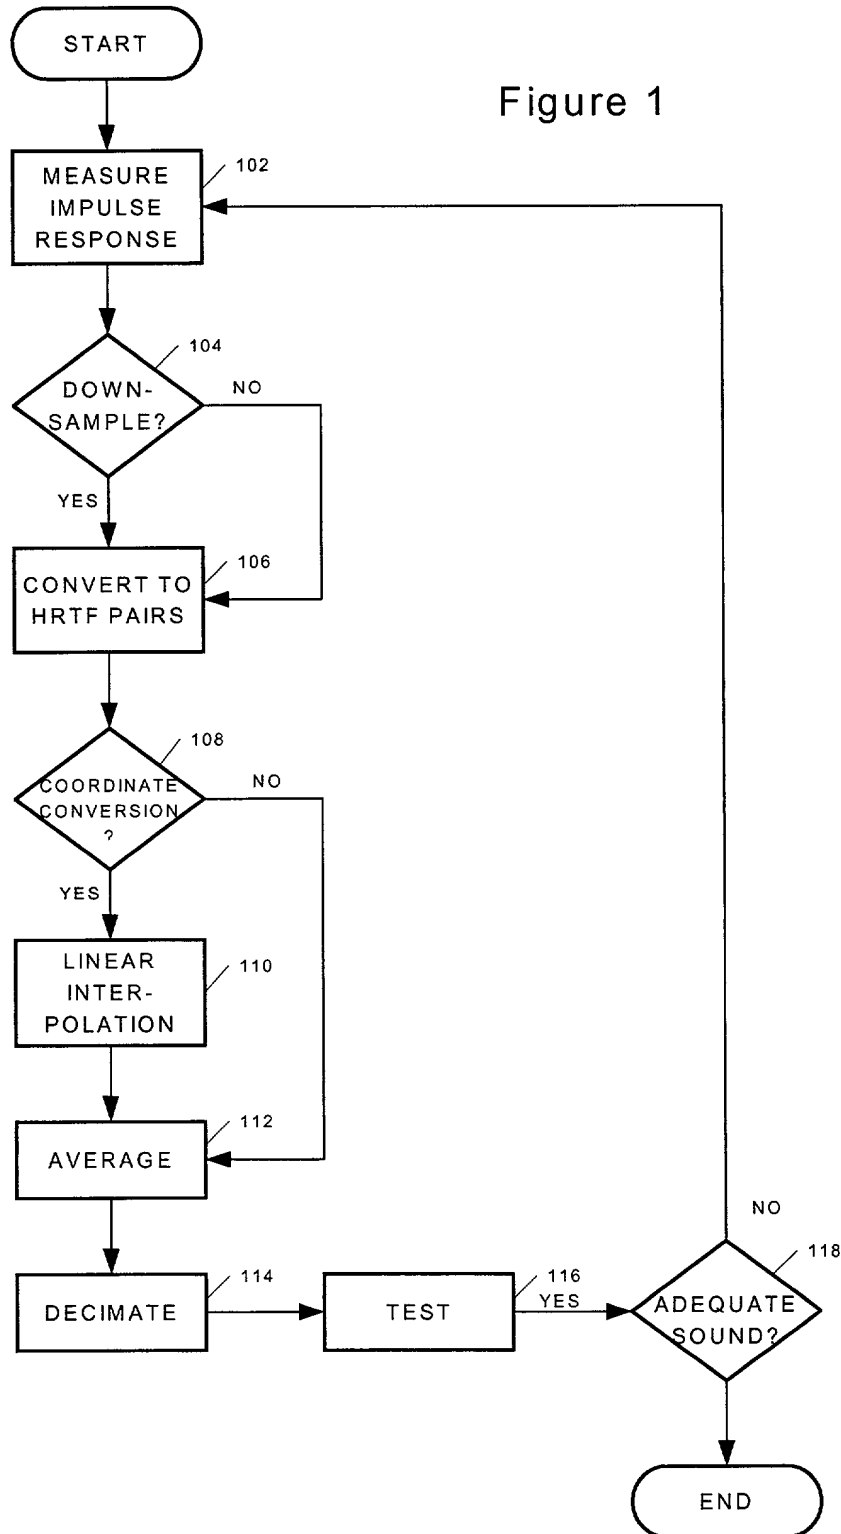 START
Figure 1
102
MEASURE
IMPULSE
RESPONSE
104
DOWN-
SAMPLE?
NO
YES
106
CONVERT TO
HRTF PAIRS
108
COORDINATE
CONVERSION
?
NO
YES
LINEAR
INTER-
POLATION
110
112
AVERAGE
NO
114
DECIMATE
116
TEST
YES
118
ADEQUATE
SOUND?
END